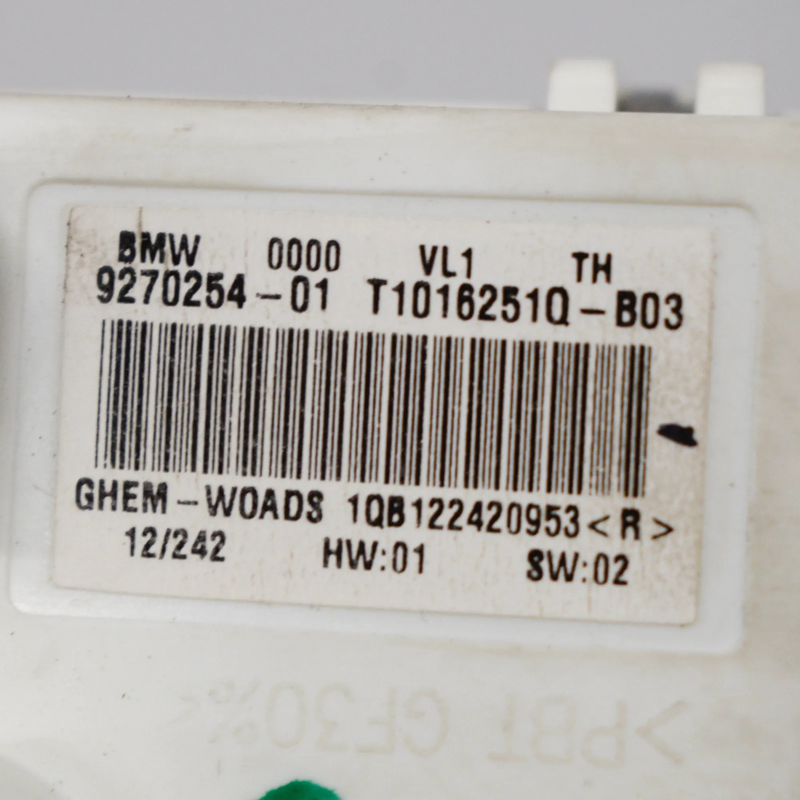 BMW 0000 VL1 TH
9270254-01 T1016251Q-B03
GHEM-WOADS 1QB122420953<R>
12/242 HW:01 SW:02
>PBT GF30%<